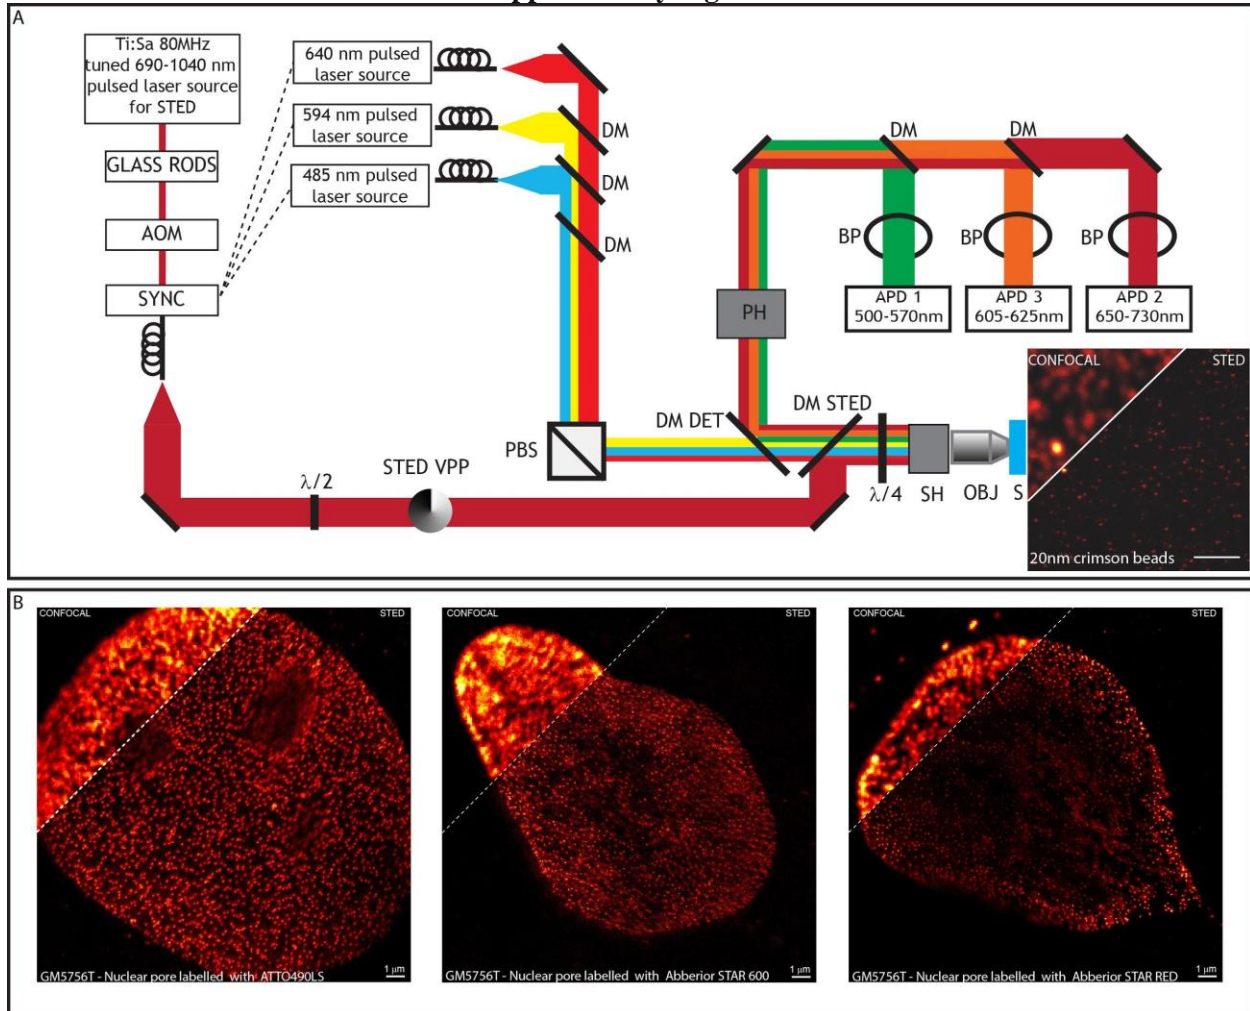 A
Ti:Sa 80MHz
tuned 690-1040 nm
pulsed laser source
for STED
GLASS RODS
AOM
SYNC
640 nm pulsed
laser source
594 nm pulsed
laser source
485 nm pulsed
laser source
DM
DM
DM
DM
DM
BP
BP
BP
APD 1
500-570nm
APD 3
605-625nm
APD 2
650-730nm
PH
CONFOCAL
STED
20nm crimson beads
DM DET
DM STED
PBS
λ/4
SH
OBJ
S
STED VPP
λ/2
B
CONFOCAL
STED
GM5756T - Nuclear pore labelled with ATTO490LS
1 µm
CONFOCAL
STED
GM5756T - Nuclear pore labelled with Abberior STAR 600
1 µm
CONFOCAL
STED
GM5756T - Nuclear pore labelled with Abberior STAR RED
1 µm